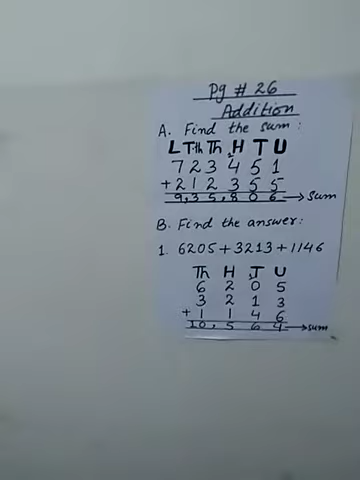 Pg # 26
Addition
A. Find the sum:
L T-th Th H T U
7 2 3 4 5 1
+ 2 1 2 3 5 5
9,3 5,8 0 6 → Sum
B. Find the answer:
1. 6205 + 3213 + 1146
Th H T U
6 2 0 5
3 2 1 3
+ 1 1 4 6
10,5 6 4 → sum